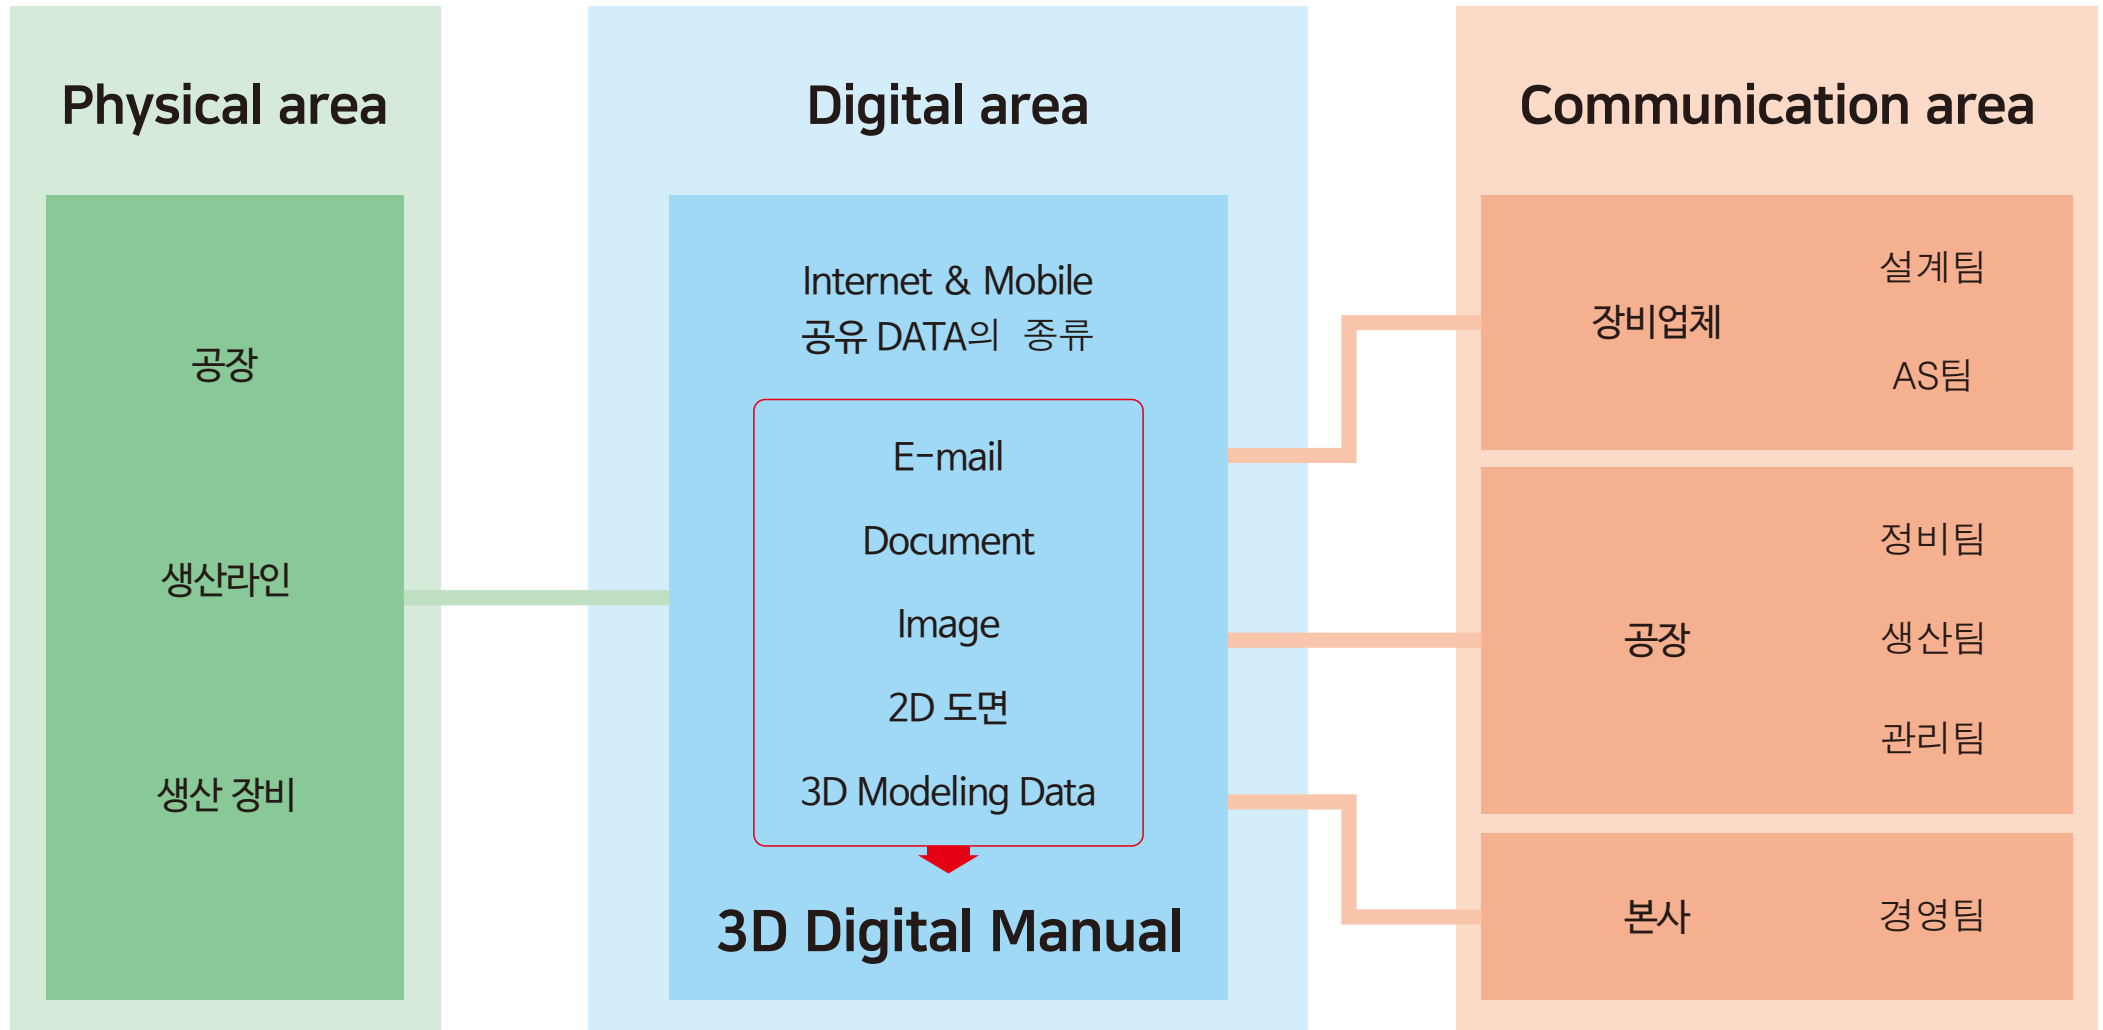 Physical area
공장
생산라인
생산 장비
Digital area
Internet & Mobile
공유 DATA의 종류
E-mail
Document
Image
2D 도면
3D Modeling Data
3D Digital Manual
Communication area
장비업체
설계팀
AS팀
공장
정비팀
생산팀
관리팀
본사
경영팀